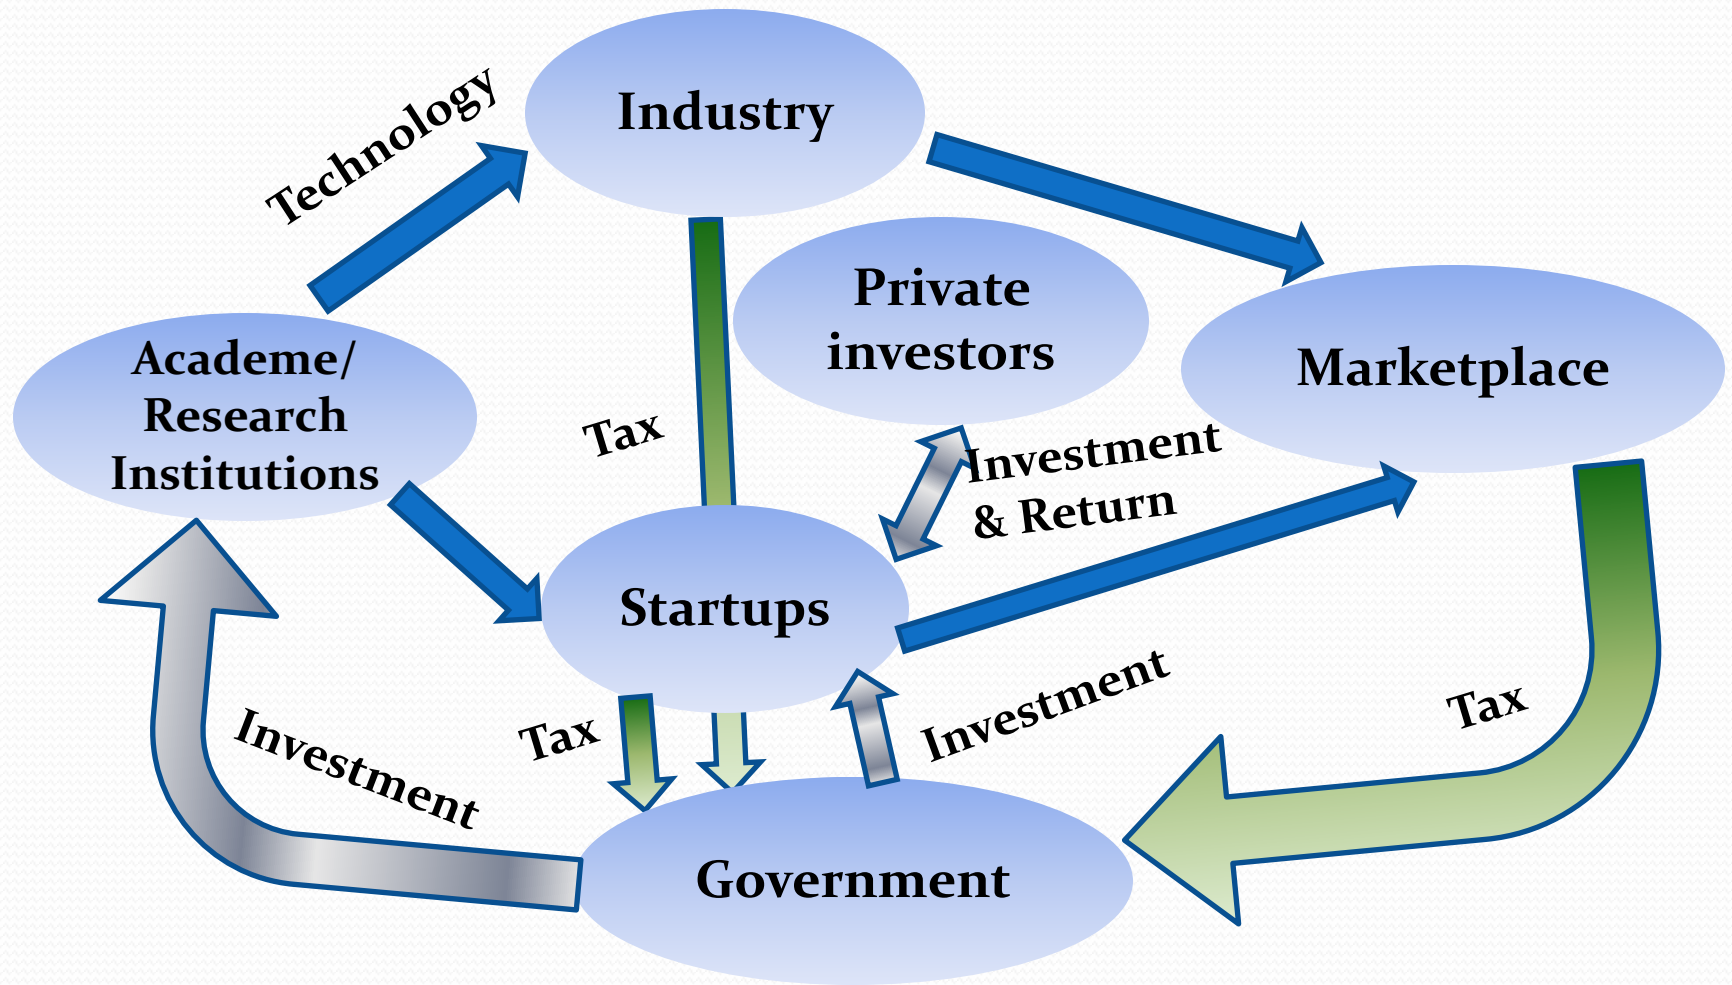 Technology
Industry
Private
investors
Academe/
Research
Institutions
Marketplace
Tax
Investment
& Return
Startups
Investment
Tax
Investment
Tax
Government